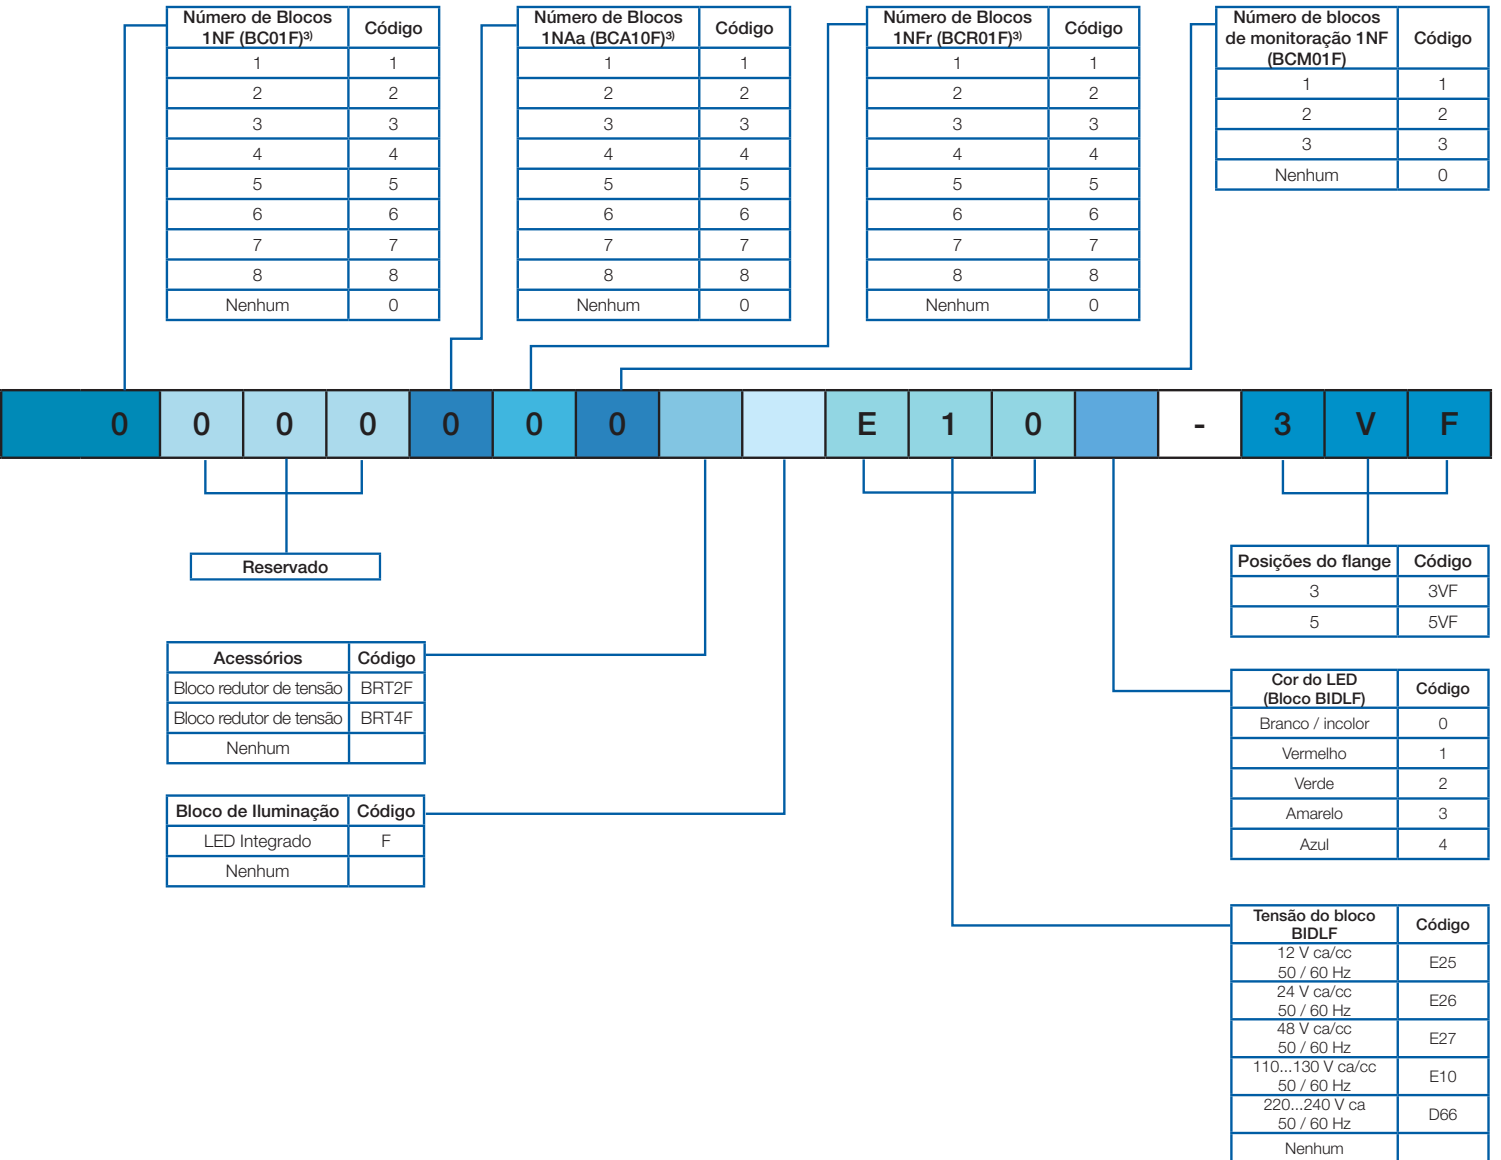 Número de Blocos
1NF (BC01F)³⁾ Código
1 1
2 2
3 3
4 4
5 5
6 6
7 7
8 8
Nenhum 0
Número de Blocos
1NAa (BCA10F)³⁾ Código
1 1
2 2
3 3
4 4
5 5
6 6
7 7
8 8
Nenhum 0
Número de Blocos
1NFr (BCR01F)³⁾ Código
1 1
2 2
3 3
4 4
5 5
6 6
7 7
8 8
Nenhum 0
Número de blocos
de monitoração 1NF Código
(BCM01F)
1 1
2 2
3 3
Nenhum 0
0 0 0 0 0 0 0 E 1 0 - 3 V F
Reservado
Posições do flange Código
3 3VF
5 5VF
Acessórios Código
Bloco redutor de tensão BRT2F
Bloco redutor de tensão BRT4F
Nenhum
Cor do LED
(Bloco BIDLF) Código
Branco / incolor 0
Vermelho 1
Verde 2
Amarelo 3
Azul 4
Bloco de Iluminação Código
LED Integrado F
Nenhum
Tensão do bloco
BIDLF Código
12 V ca/cc
50 / 60 Hz E25
24 V ca/cc
50 / 60 Hz E26
48 V ca/cc
50 / 60 Hz E27
110...130 V ca/cc
50 / 60 Hz E10
220...240 V ca
50 / 60 Hz D66
Nenhum